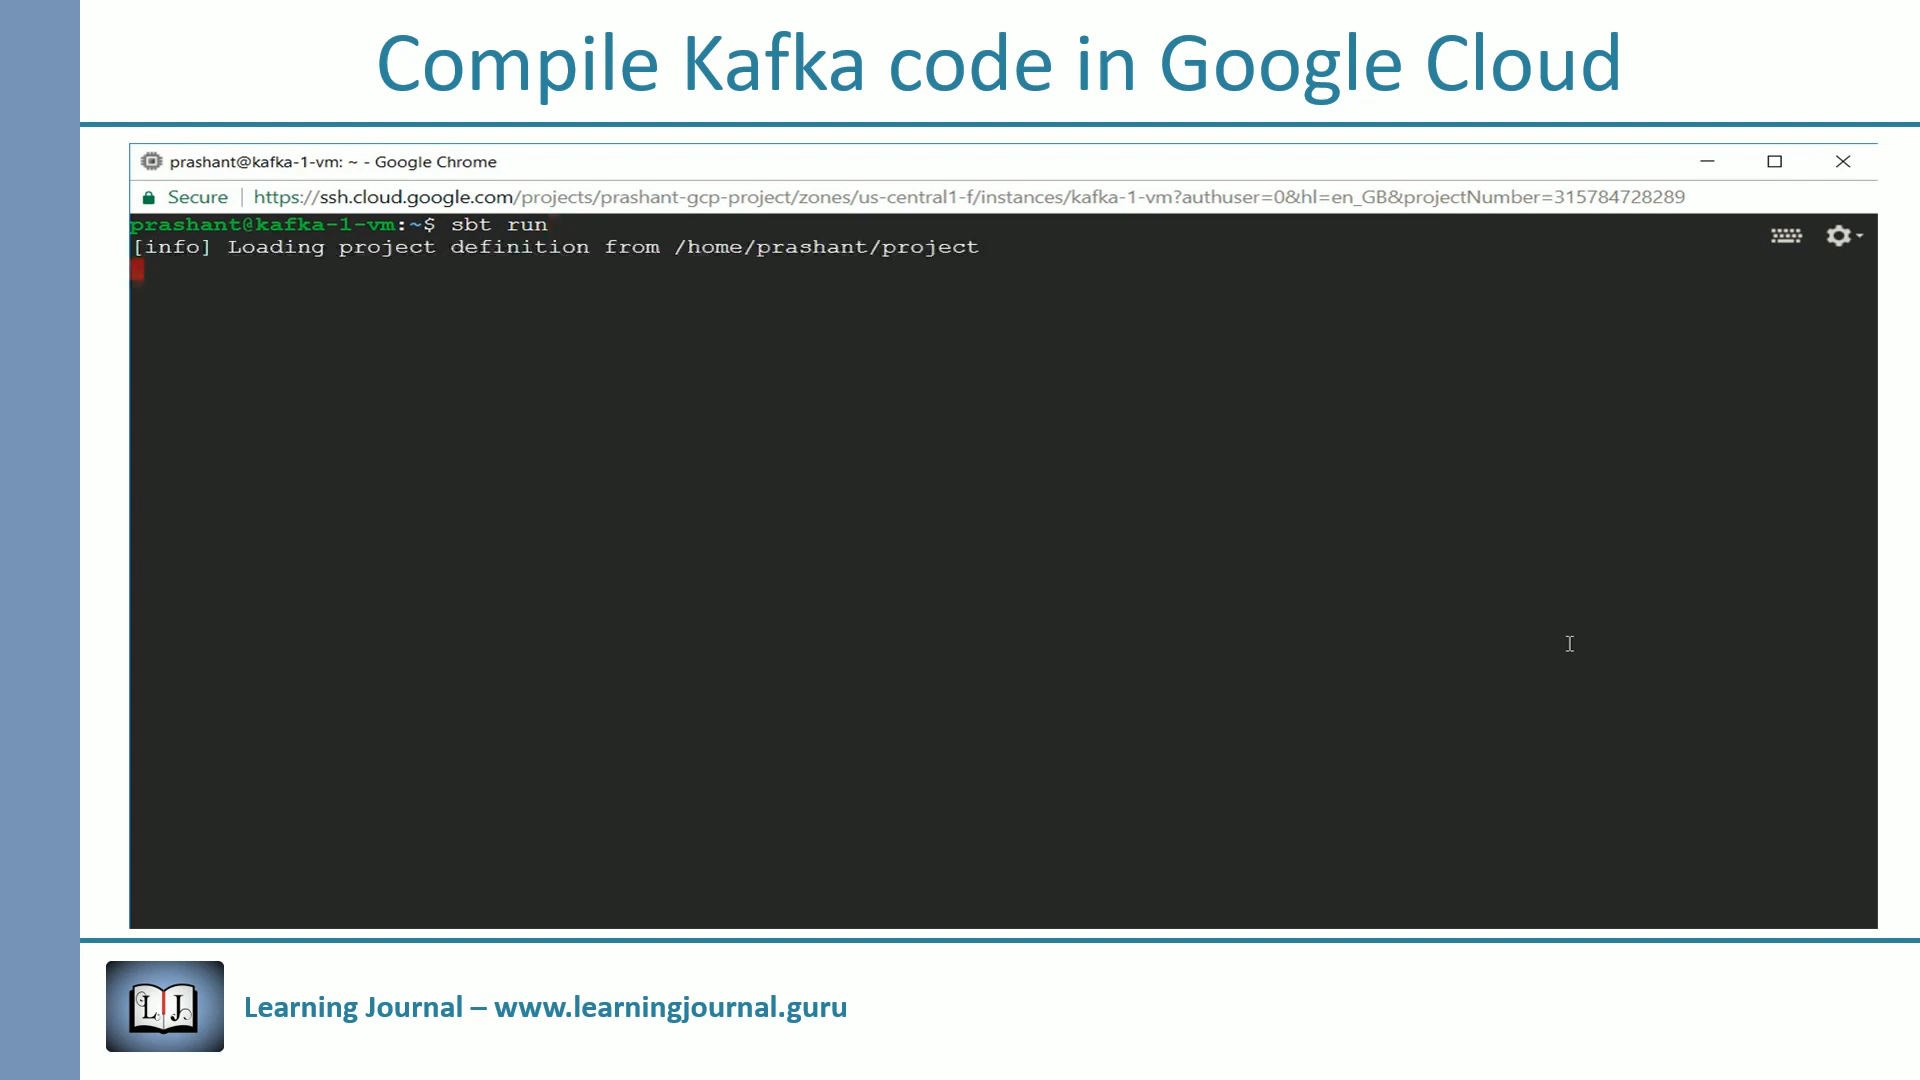 Compile Kafka code in Google Cloud
prashant@kafka-1-vm: ~ - Google Chrome
Secure | https://ssh.cloud.google.com/projects/prashant-gcp-project/zones/us-central1-f/instances/kafka-1-vm?authuser=0&hl=en_GB&projectNumber=315784728289
prashant@kafka-1-vm:~$ sbt run
[info] Loading project definition from /home/prashant/project
LJ
Learning Journal – www.learningjournal.guru